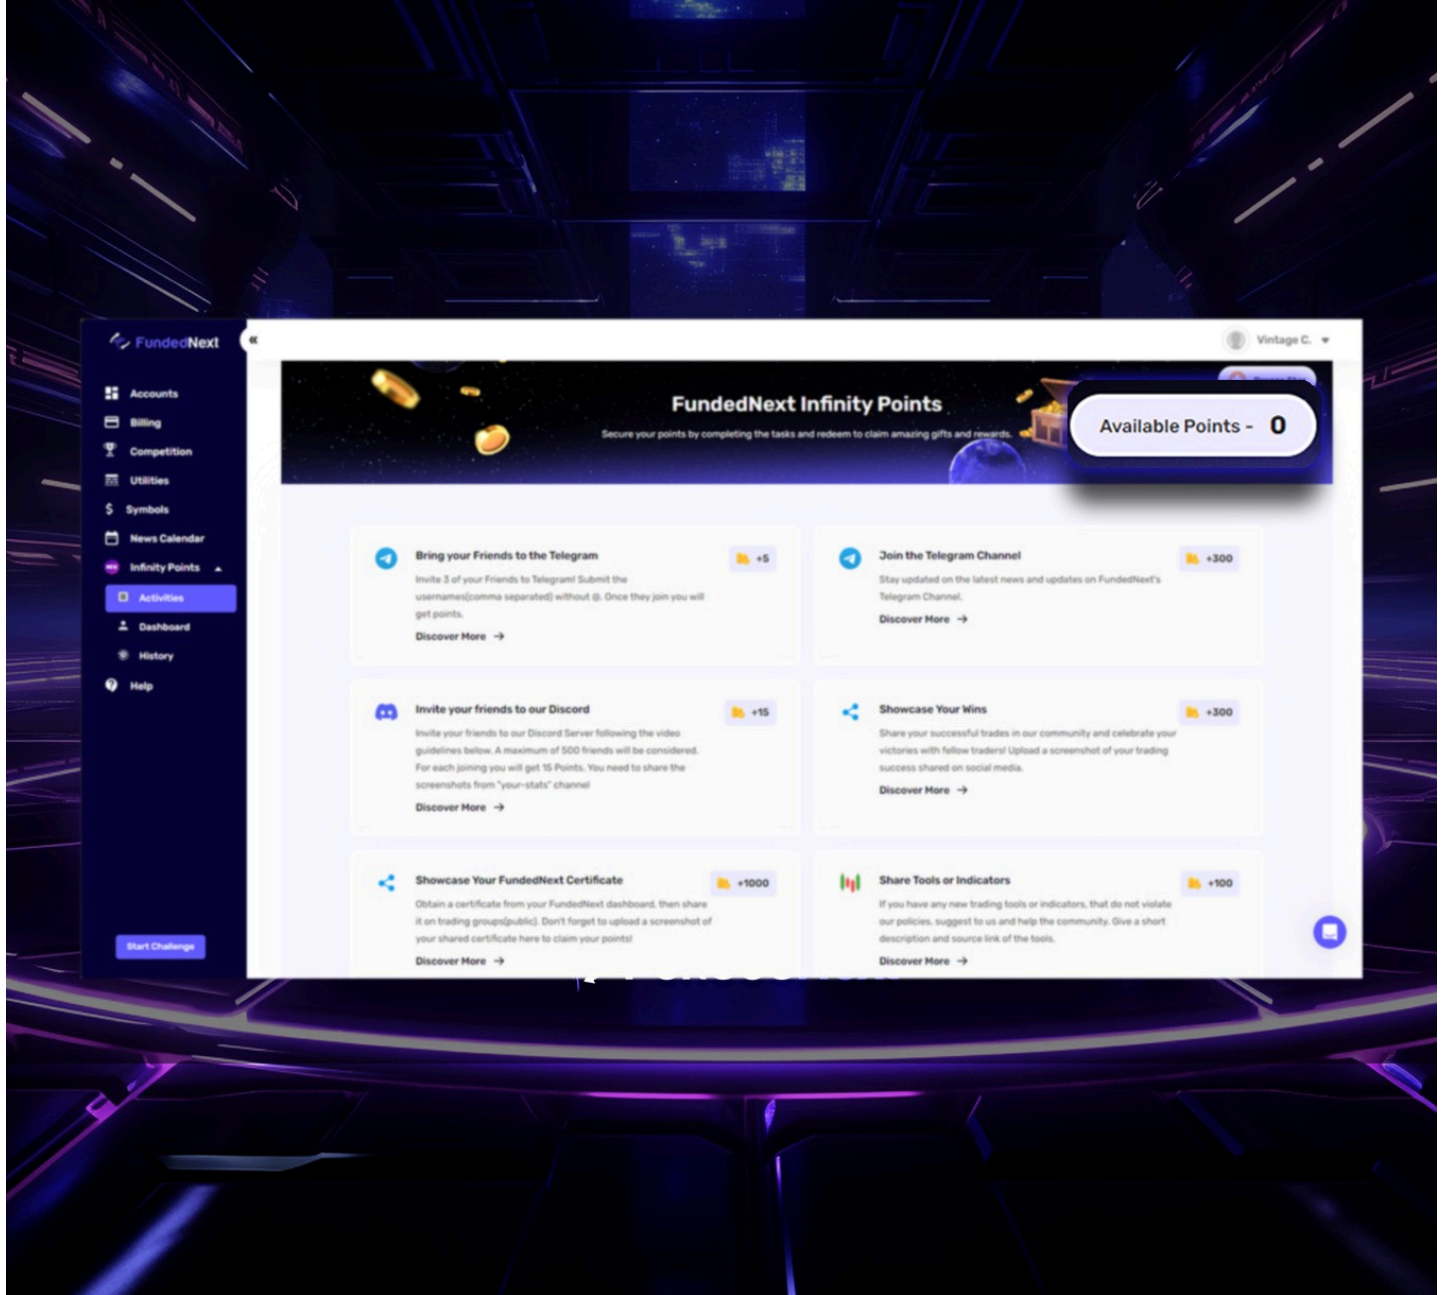 FundedNext
«
Vintage C.
Accounts
Billing
Competition
Utilities
Symbols
News Calendar
Infinity Points
Activities
Dashboard
History
Help
Start Challenge
FundedNext Infinity Points
Secure your points by completing the tasks and redeem to claim amazing gifts and rewards.
Available Points - 0
Bring your Friends to the Telegram
+5
Invite 3 of your Friends to Telegram! Submit the
usernames(comma separated) without @. Once they join you will
get points.
Discover More →
Join the Telegram Channel
+300
Stay updated on the latest news and updates on FundedNext's
Telegram Channel.
Discover More →
Invite your friends to our Discord
+15
Invite your friends to our Discord Server following the video
guidelines below. A maximum of 500 friends will be considered.
For each joining you will get 15 Points. You need to share the
screenshots from "your-stats" channel
Discover More →
Showcase Your Wins
+300
Share your successful trades in our community and celebrate your
victories with fellow traders! Upload a screenshot of your trading
success shared on social media.
Discover More →
Showcase Your FundedNext Certificate
+1000
Obtain a certificate from your FundedNext dashboard, then share
it on trading groups(public). Don't forget to upload a screenshot of
your shared certificate here to claim your points!
Discover More →
Share Tools or Indicators
+100
If you have any new trading tools or indicators, that do not violate
our policies, suggest to us and help the community. Give a short
description and source link of the tools.
Discover More →